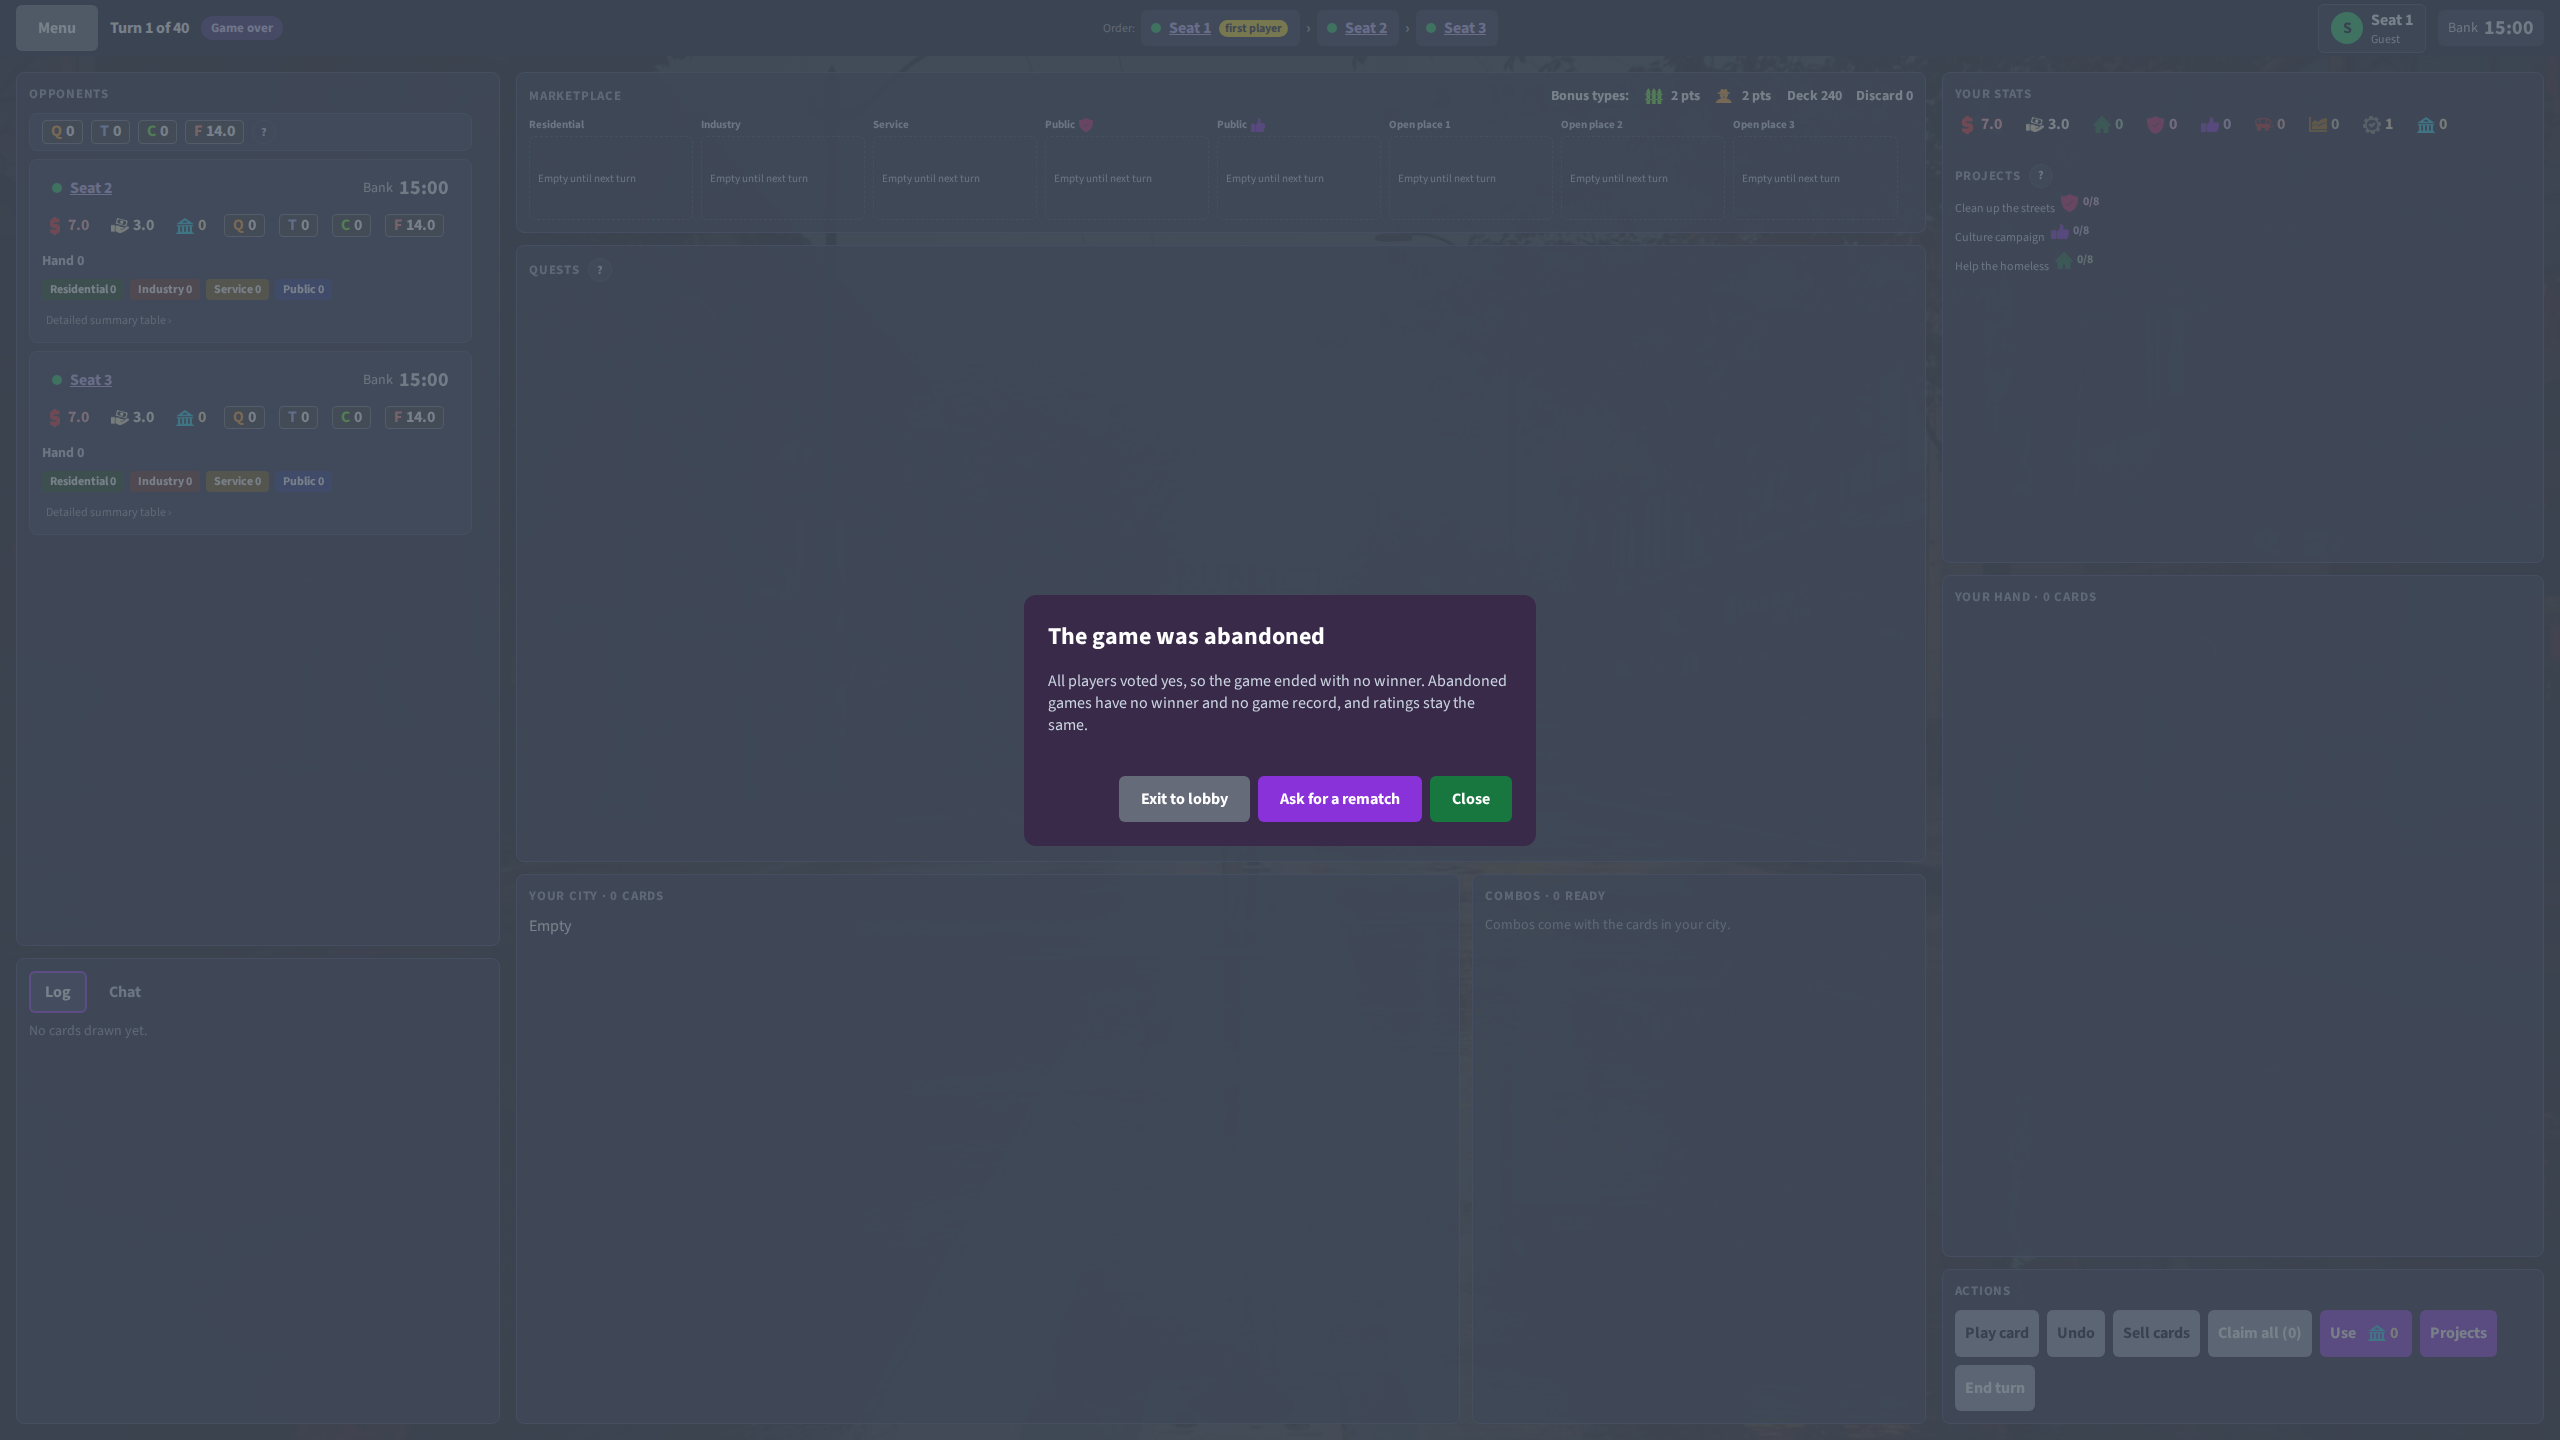 Menu Turn 1 of 40 Game over
Order: Seat 1 first player › Seat 2 › Seat 3
S Seat 1
Guest
Bank 15:00
OPPONENTS
Q 0 T 0 C 0 F 14.0 ?
Seat 2 Bank 15:00
7.0 3.0 0 Q 0 T 0 C 0 F 14.0
Hand 0
Residential 0 Industry 0 Service 0 Public 0
Detailed summary table ›
Seat 3 Bank 15:00
7.0 3.0 0 Q 0 T 0 C 0 F 14.0
Hand 0
Residential 0 Industry 0 Service 0 Public 0
Detailed summary table ›
Log Chat
No cards drawn yet.
MARKETPLACE Bonus types: 2 pts 2 pts Deck 240 Discard 0
Residential Industry Service Public Public Open place 1 Open place 2 Open place 3
Empty until next turn Empty until next turn Empty until next turn Empty until next turn Empty until next turn Empty until next turn Empty until next turn Empty until next turn
QUESTS ?
The game was abandoned
All players voted yes, so the game ended with no winner. Abandoned
games have no winner and no game record, and ratings stay the
same.
Exit to lobby Ask for a rematch Close
YOUR CITY · 0 CARDS
Empty
COMBOS · 0 READY
Combos come with the cards in your city.
YOUR STATS
$ 7.0 3.0 0 0 0 0 0 1 0
PROJECTS ?
Clean up the streets 0/8
Culture campaign 0/8
Help the homeless 0/8
YOUR HAND · 0 CARDS
ACTIONS
Play card Undo Sell cards Claim all (0) Use 0 Projects
End turn